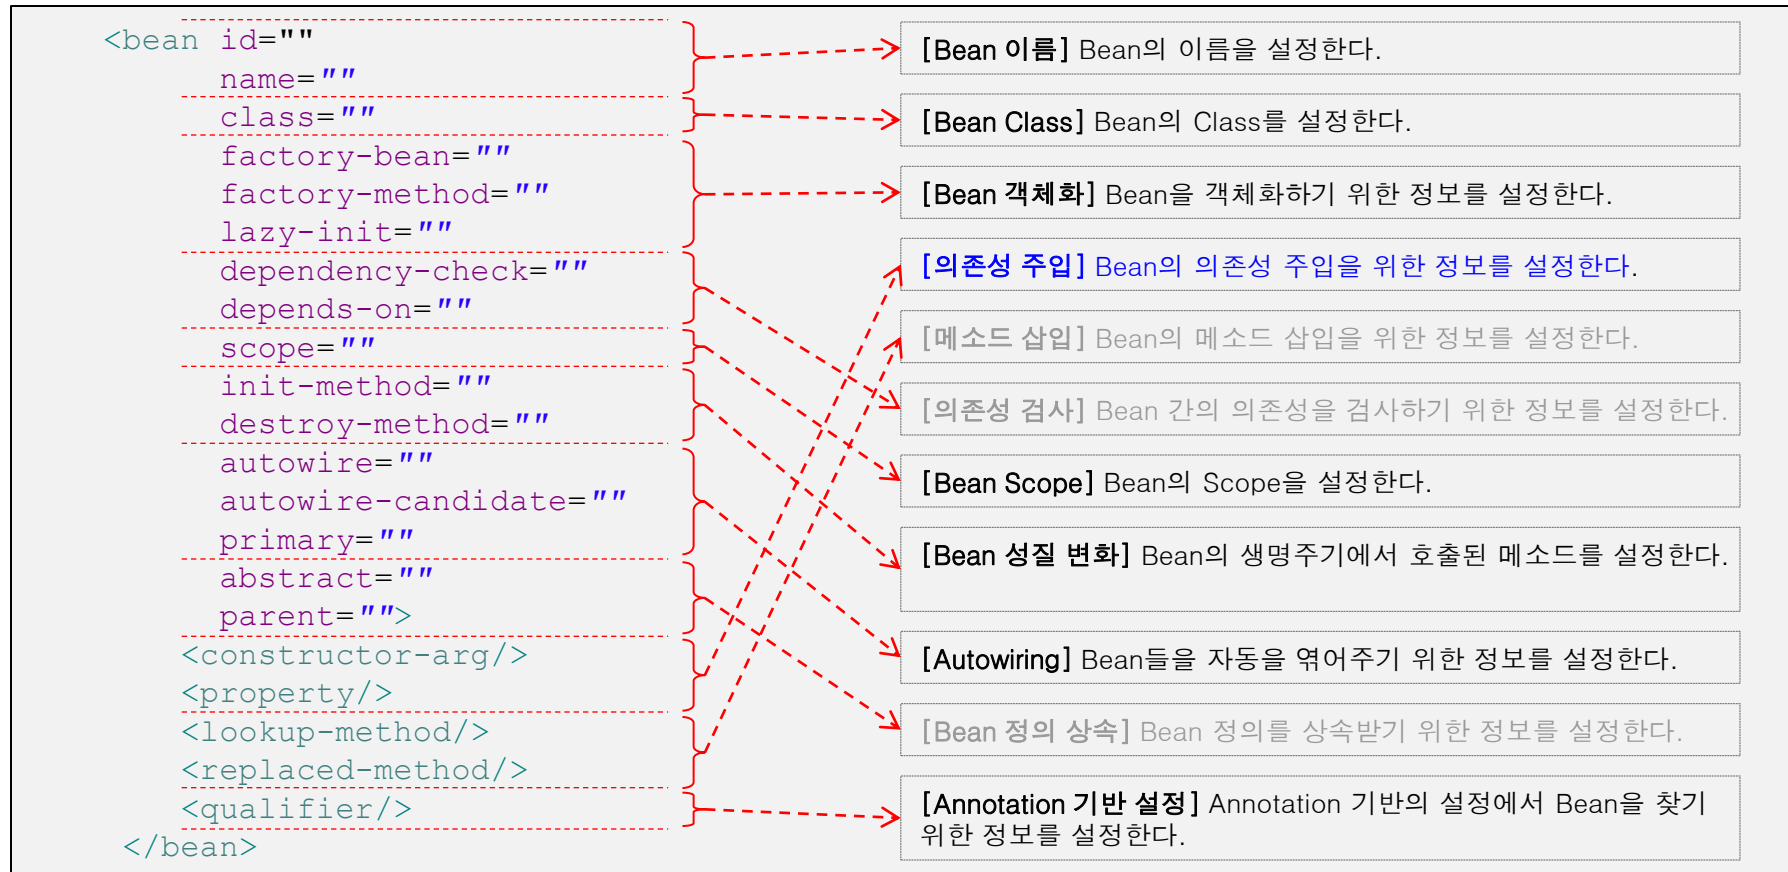 <bean id=""
name=""
class=""
factory-bean=""
factory-method=""
lazy-init=""
dependency-check=""
depends-on=""
scope=""
init-method=""
destroy-method=""
autowire=""
autowire-candidate=""
primary=""
abstract=""
parent="">
<constructor-arg/>
<property/>
<lookup-method/>
<replaced-method/>
<qualifier/>
</bean>
[Bean 이름] Bean의 이름을 설정한다.
[Bean Class] Bean의 Class를 설정한다.
[Bean 객체화] Bean을 객체화하기 위한 정보를 설정한다.
[의존성 주입] Bean의 의존성 주입을 위한 정보를 설정한다.
[메소드 삽입] Bean의 메소드 삽입을 위한 정보를 설정한다.
[의존성 검사] Bean 간의 의존성을 검사하기 위한 정보를 설정한다.
[Bean Scope] Bean의 Scope을 설정한다.
[Bean 성질 변화] Bean의 생명주기에서 호출된 메소드를 설정한다.
[Autowiring] Bean들을 자동을 엮어주기 위한 정보를 설정한다.
[Bean 정의 상속] Bean 정의를 상속받기 위한 정보를 설정한다.
[Annotation 기반 설정] Annotation 기반의 설정에서 Bean을 찾기
위한 정보를 설정한다.